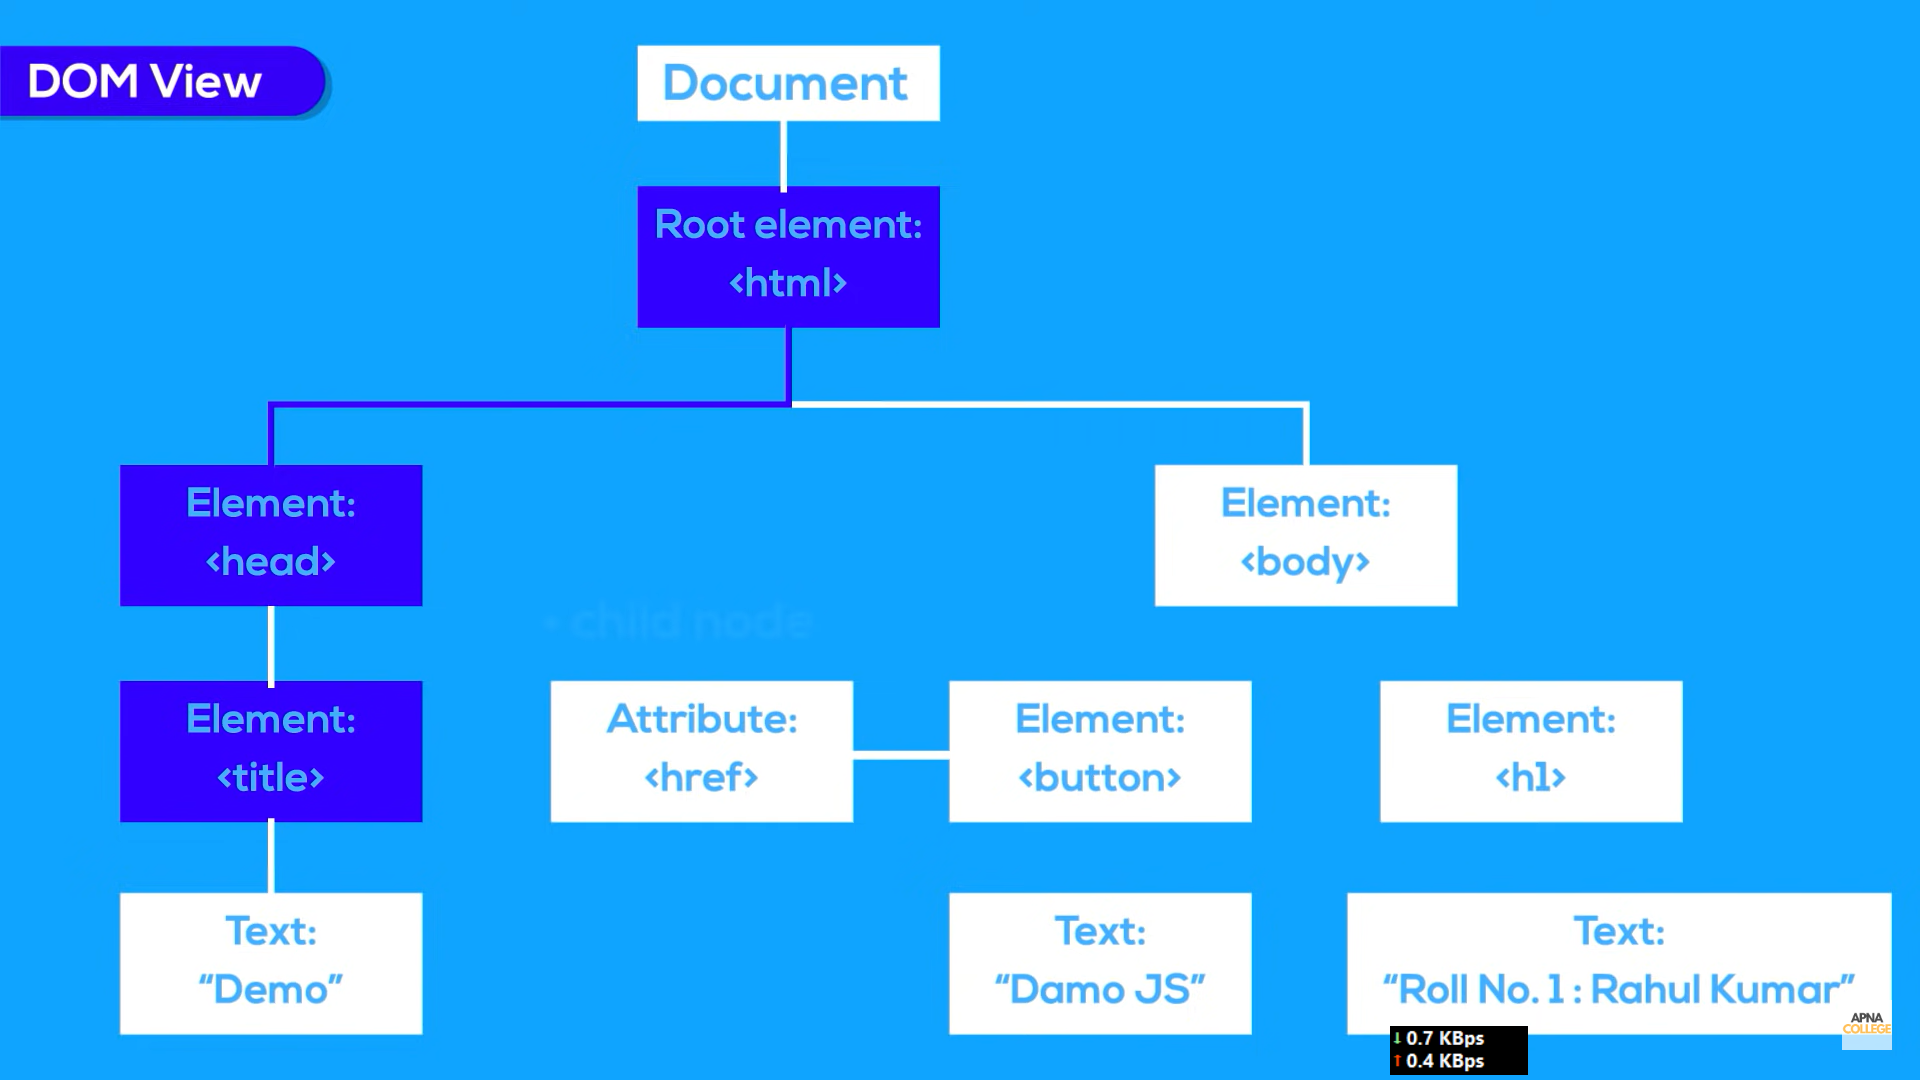 DOM View
Document
Root element:
<html>
Element:
<head>
Element:
<body>
• child node
Element:
<title>
Attribute:
<href>
Element:
<button>
Element:
<h1>
Text:
“Demo”
Text:
“Damo JS”
Text:
“Roll No. 1 : Rahul Kumar”
APNA
COLLEGE
↓ 0.7 KBps
↑ 0.4 KBps